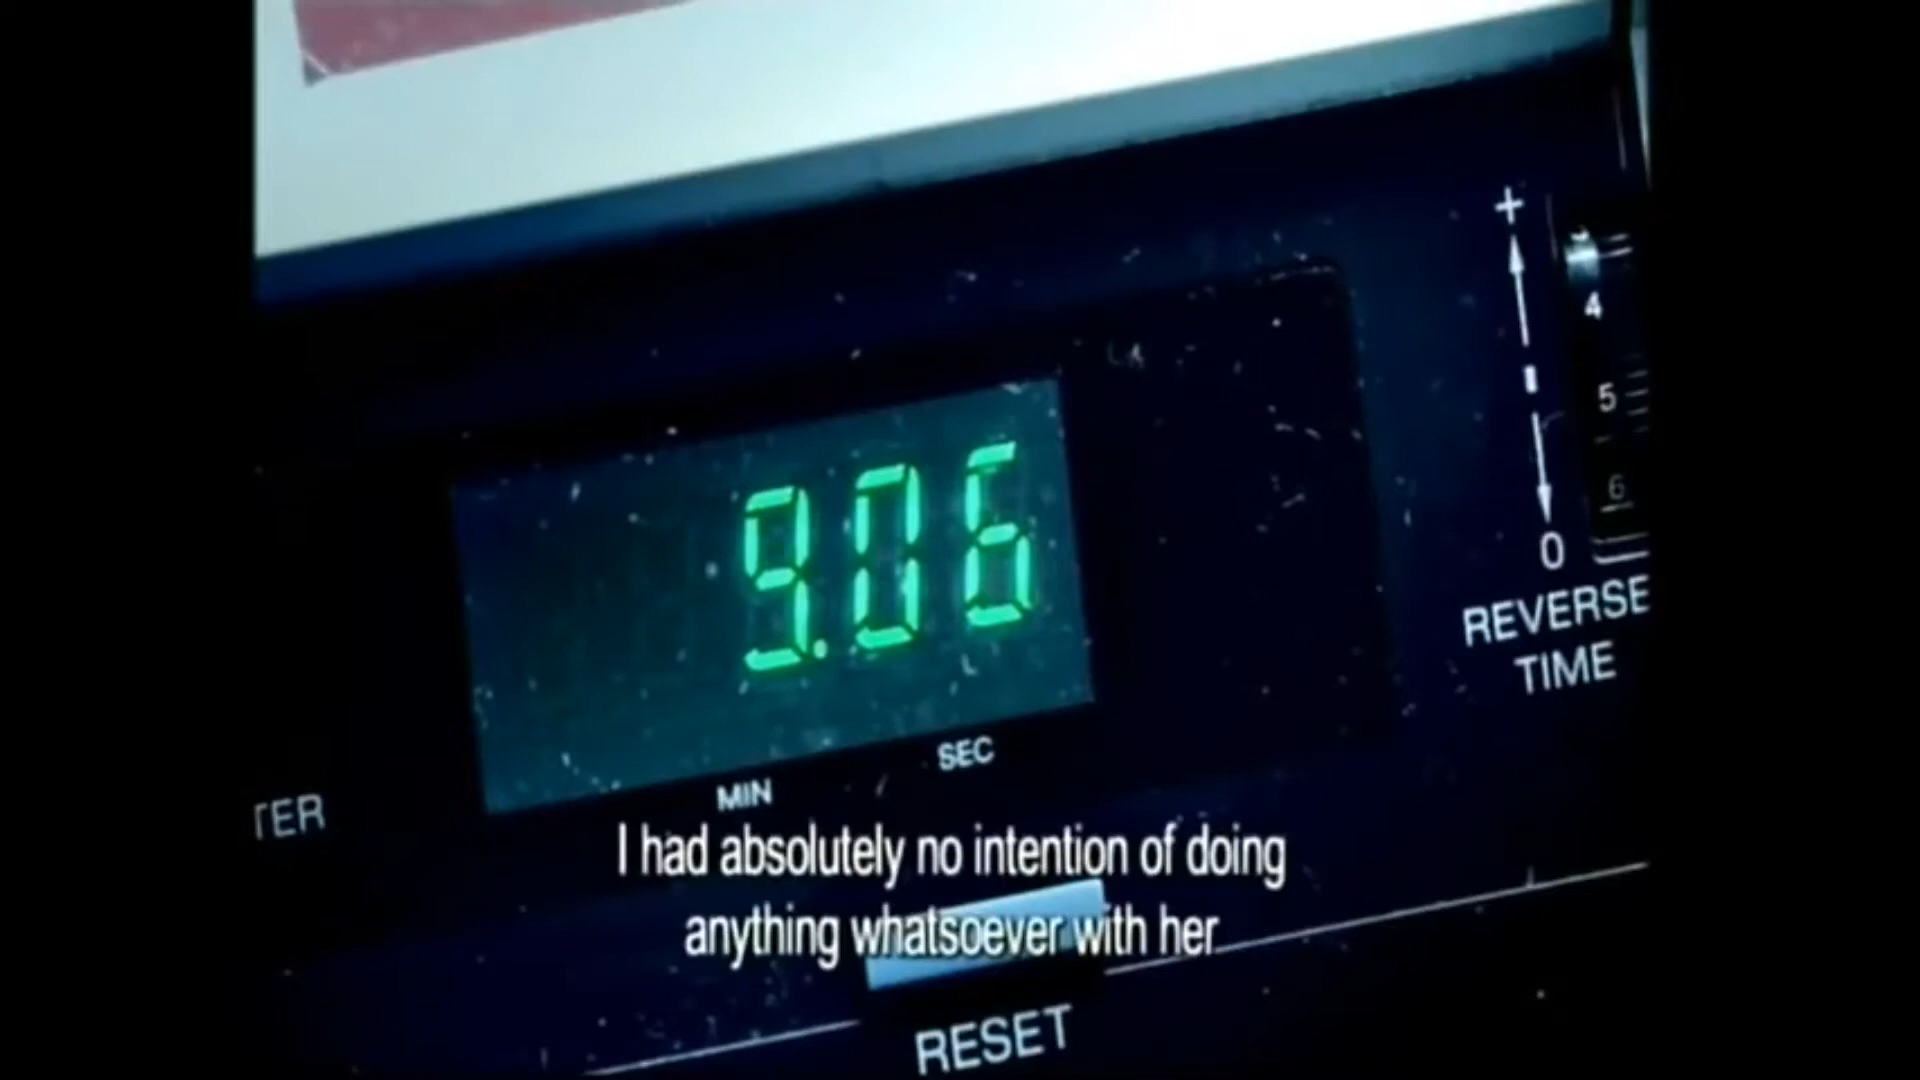 +
4
5
9.06
6
0
REVERSE
TIME
SEC
MIN
TER
I had absolutely no intention of doing
anything whatsoever with her
RESET